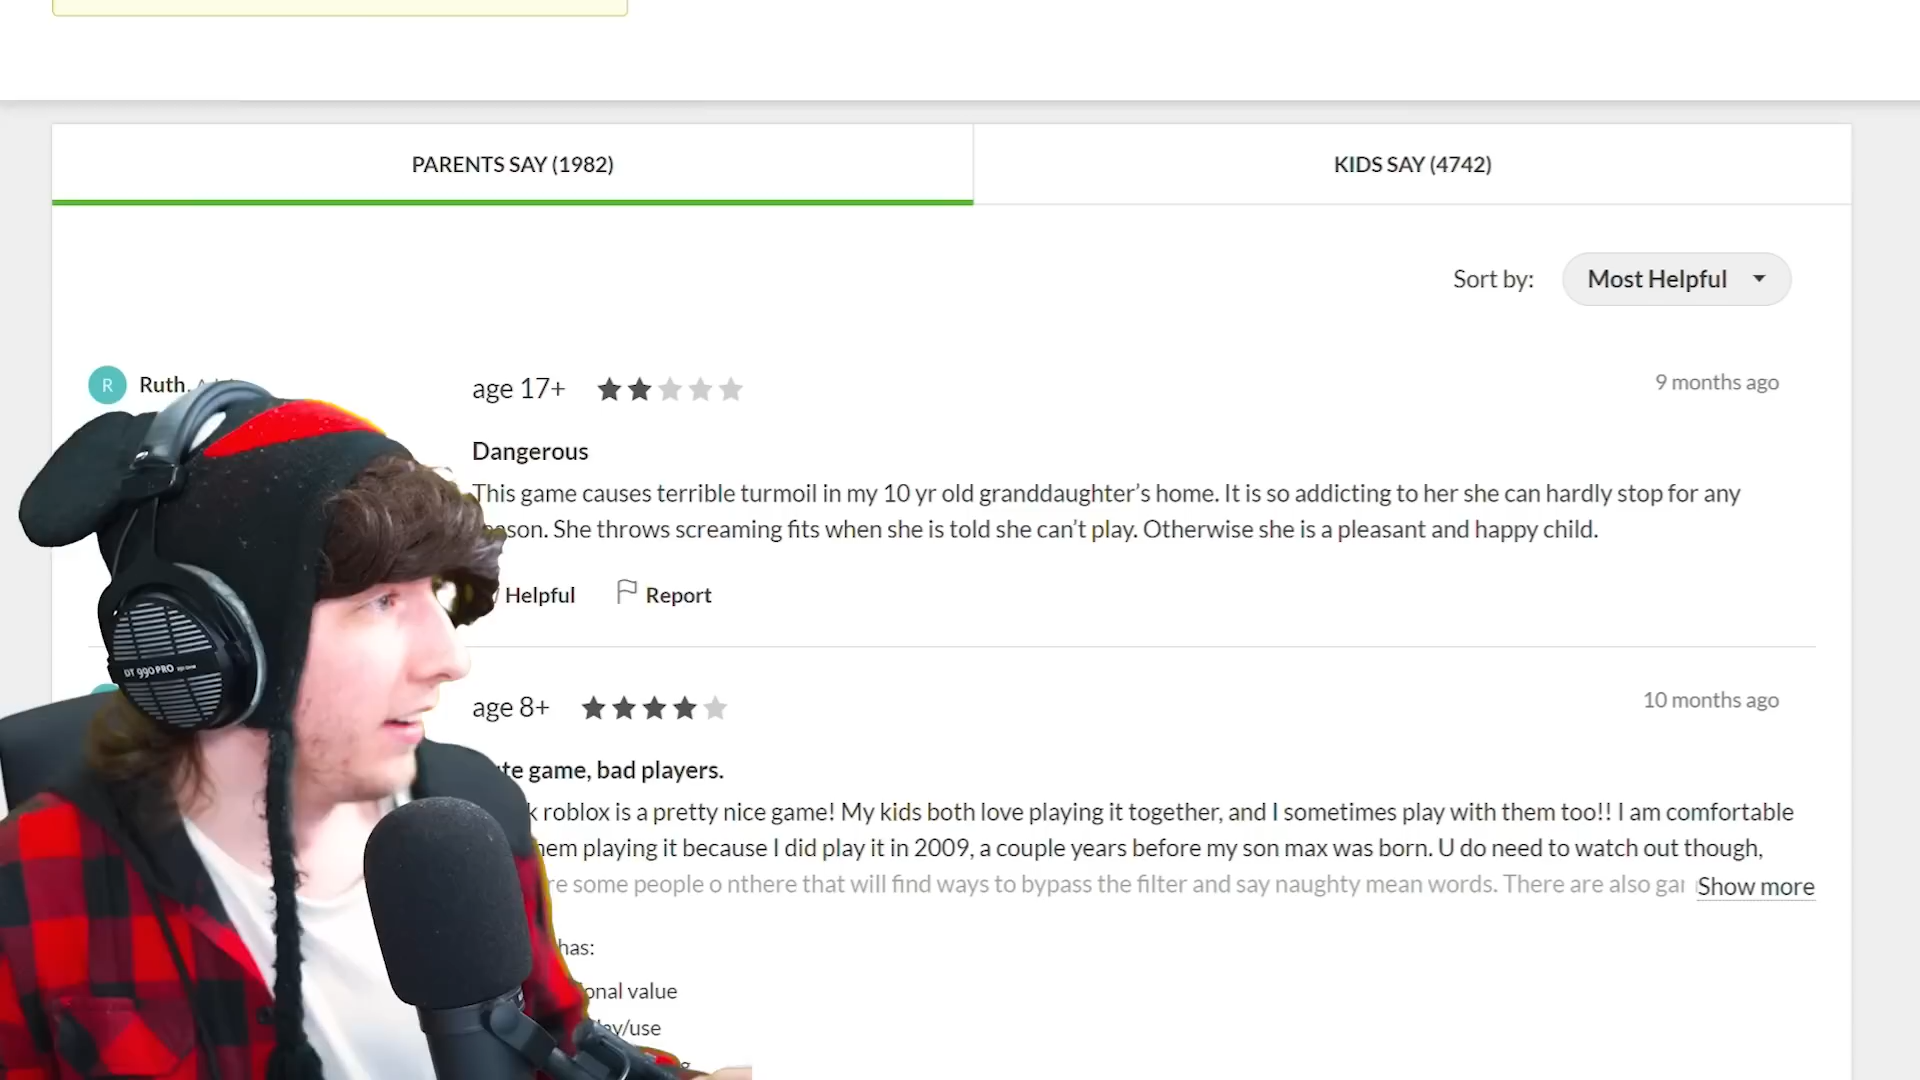 PARENTS SAY (1982)
KIDS SAY (4742)
Sort by:
Most Helpful
R
Ruth
age 17+
9 months ago
Dangerous
This game causes terrible turmoil in my 10 yr old granddaughter's home. It is so addicting to her she can hardly stop for any
son. She throws screaming fits when she is told she can't play. Otherwise she is a pleasant and happy child.
Helpful
Report
DT 990 PRO
age 8+
10 months ago
game, bad players.
roblox is a pretty nice game! My kids both love playing it together, and I sometimes play with them too!! I am comfortable
playing it because I did play it in 2009, a couple years before my son max was born. U do need to watch out though,
some people o nthere that will find ways to bypass the filter and say naughty mean words. There are also
Show more
has:
onal value
/use